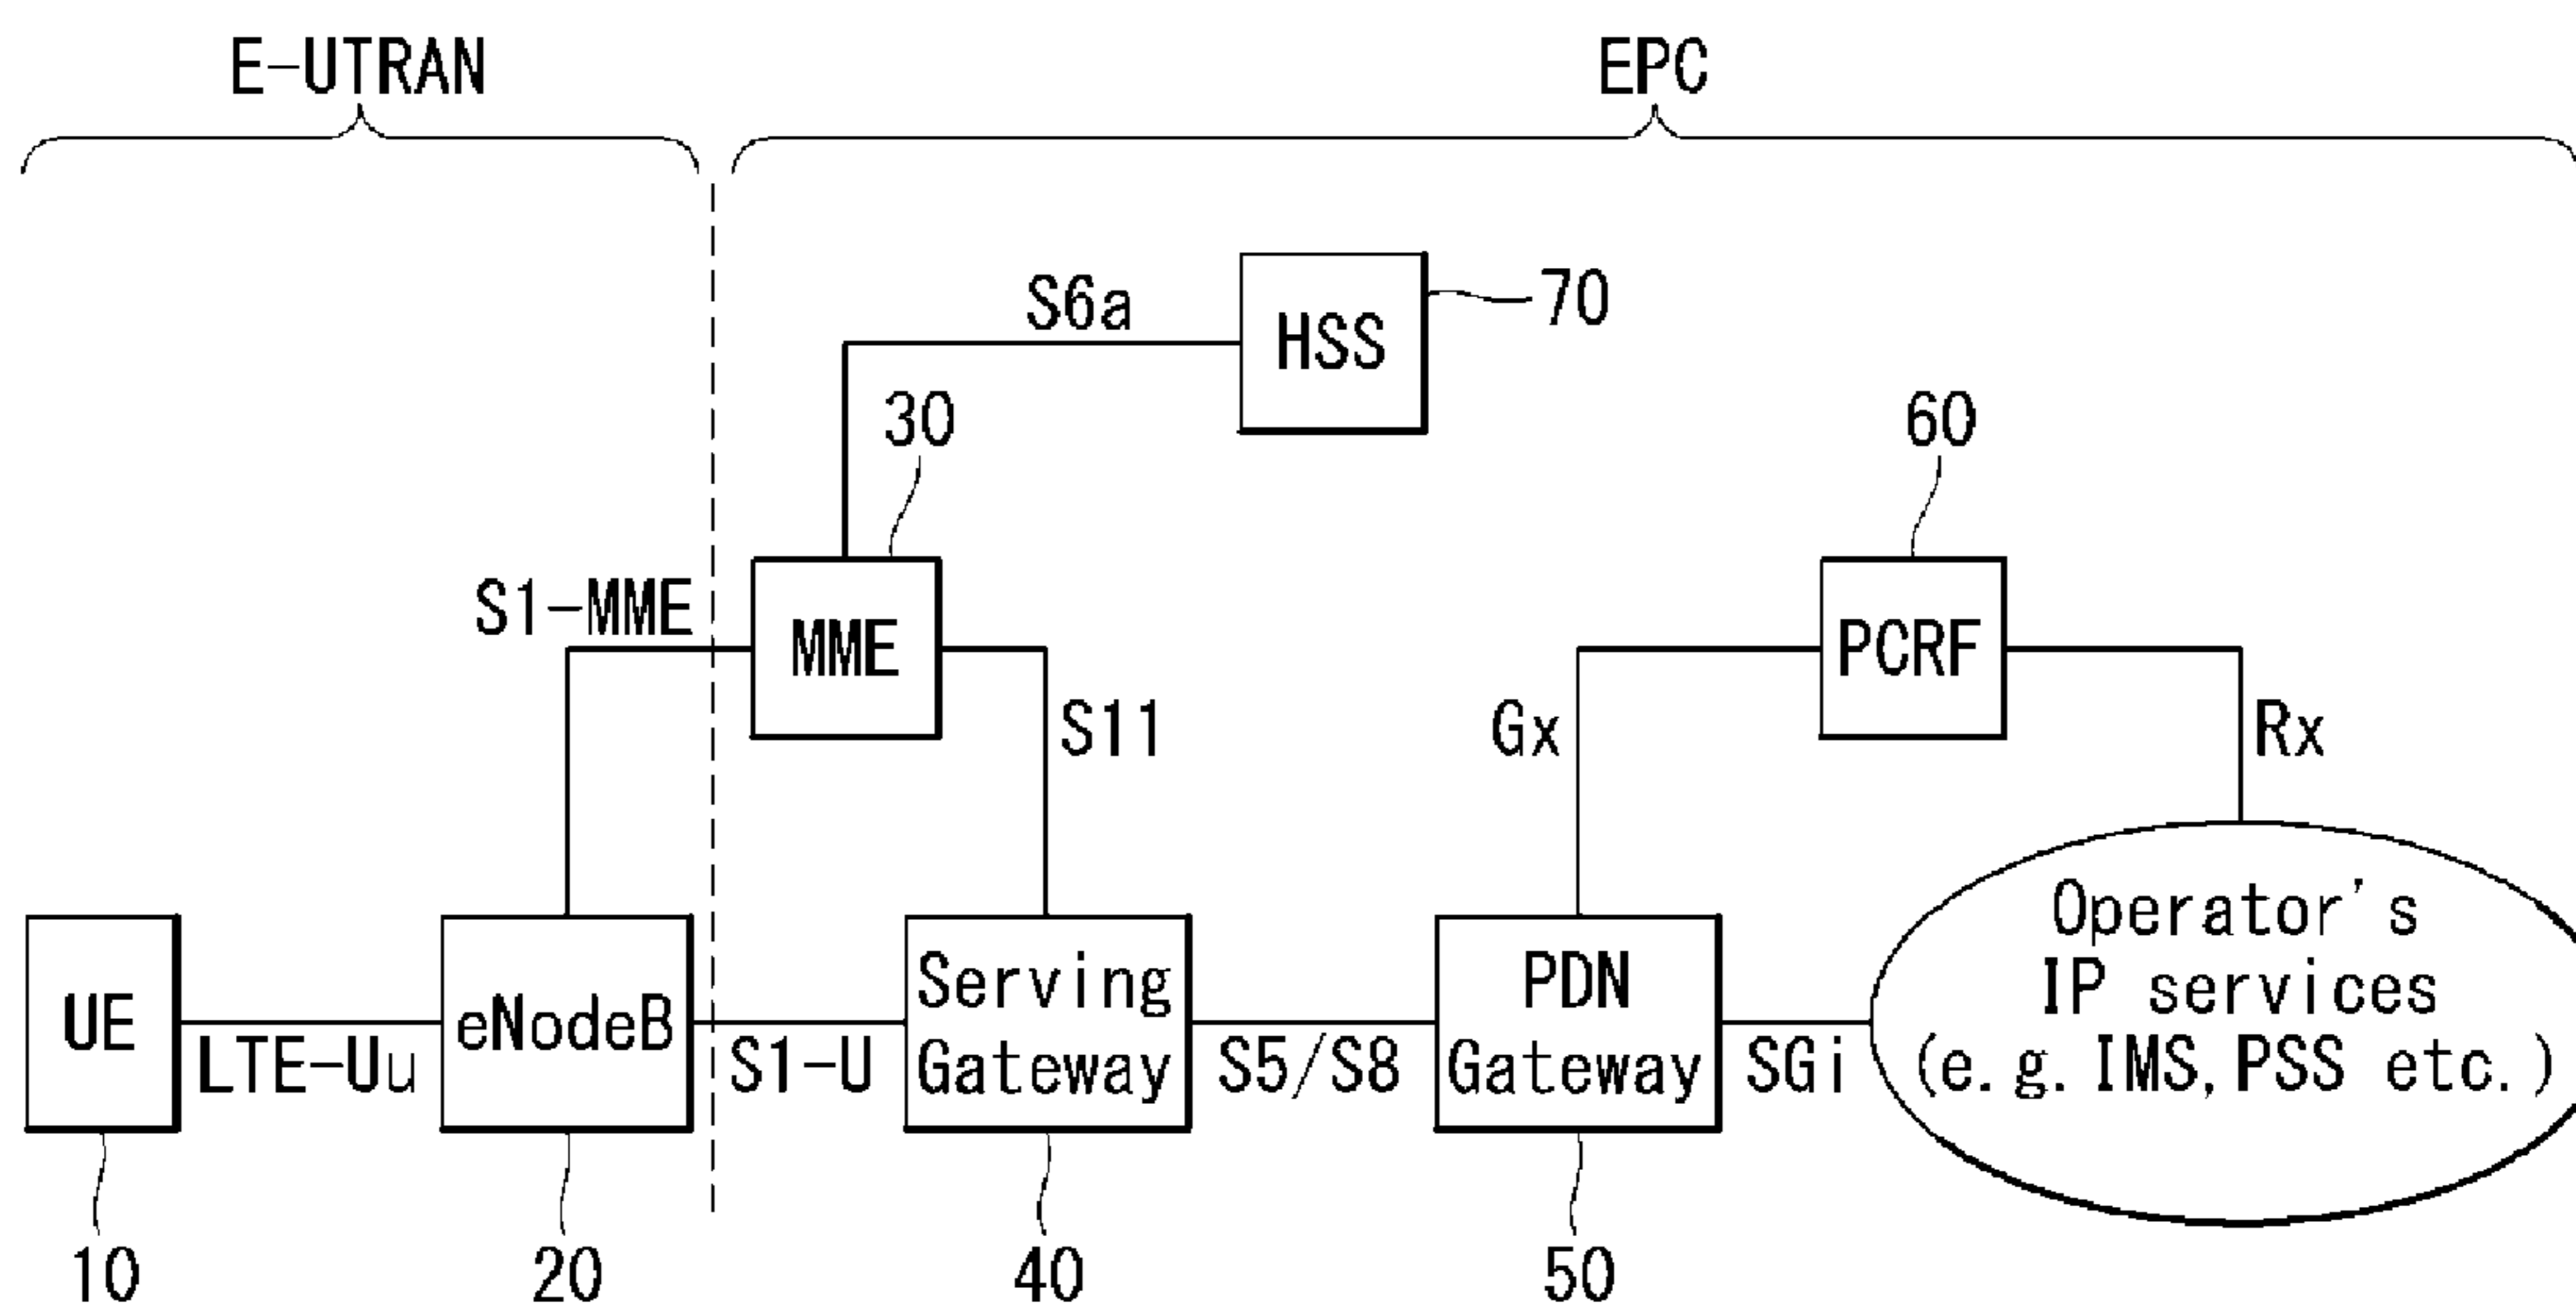 E-UTRAN
EPC
S6a
HSS
70
30
60
S1-MME
MME
PCRF
S11
Gx
Rx
UE
LTE-Uu
eNodeB
S1-U
Serving
Gateway
S5/S8
PDN
Gateway
SGi
Operator's
IP services
(e.g. IMS, PSS etc.)
10
20
40
50